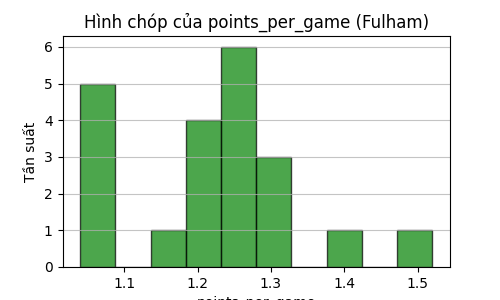 Hình chóp của points_per_game (Fulham)
Tần suất
6
5
4
3
2
1
0
1.1 1.2 1.3 1.4 1.5
points_per_game